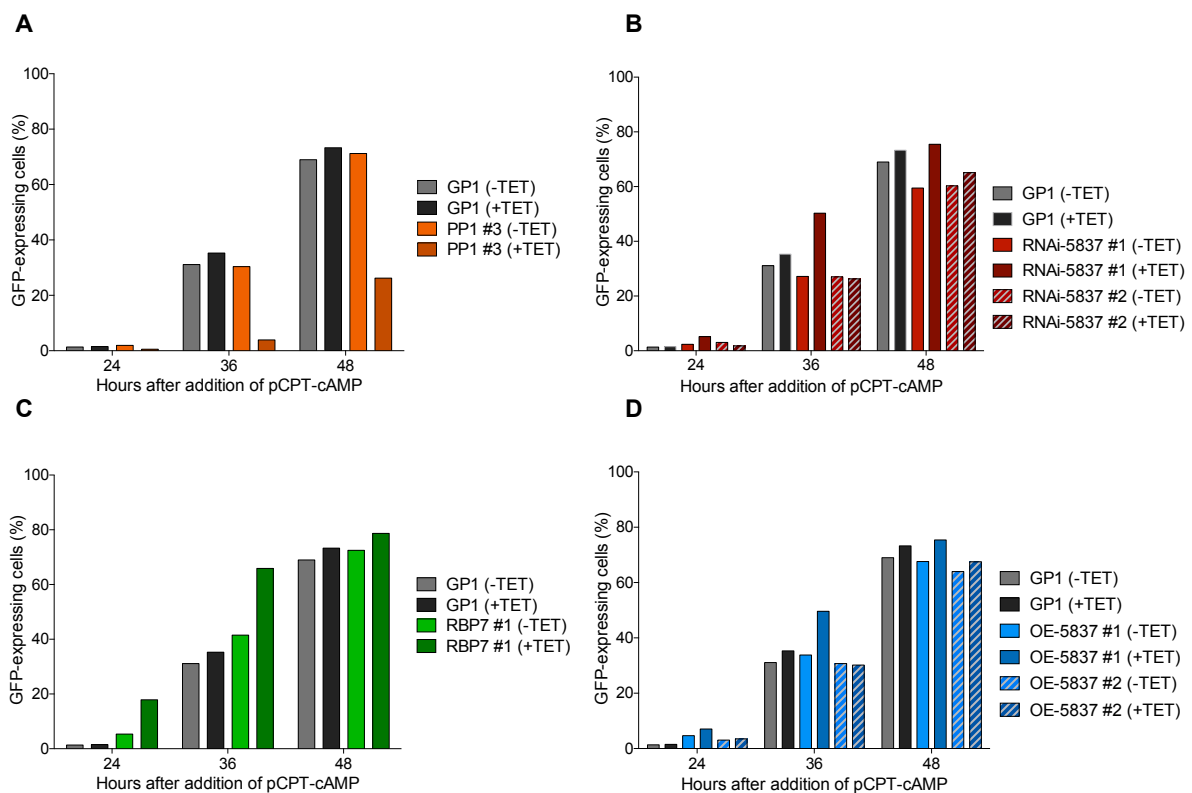 A
GFP-expressing cells (%)
100
80
60
40
20
0
24
36
48
Hours after addition of pCPT-cAMP
GP1 (-TET)
GP1 (+TET)
PP1 #3 (-TET)
PP1 #3 (+TET)
B
GFP-expressing cells (%)
100
80
60
40
20
0
24
36
48
Hours after addition of pCPT-cAMP
GP1 (-TET)
GP1 (+TET)
RNAi-5837 #1 (-TET)
RNAi-5837 #1 (+TET)
RNAi-5837 #2 (-TET)
RNAi-5837 #2 (+TET)
C
GFP-expressing cells (%)
100
80
60
40
20
0
24
36
48
Hours after addition of pCPT-cAMP
GP1 (-TET)
GP1 (+TET)
RBP7 #1 (-TET)
RBP7 #1 (+TET)
D
GFP-expressing cells (%)
100
80
60
40
20
0
24
36
48
Hours after addition of pCPT-cAMP
GP1 (-TET)
GP1 (+TET)
OE-5837 #1 (-TET)
OE-5837 #1 (+TET)
OE-5837 #2 (-TET)
OE-5837 #2 (+TET)